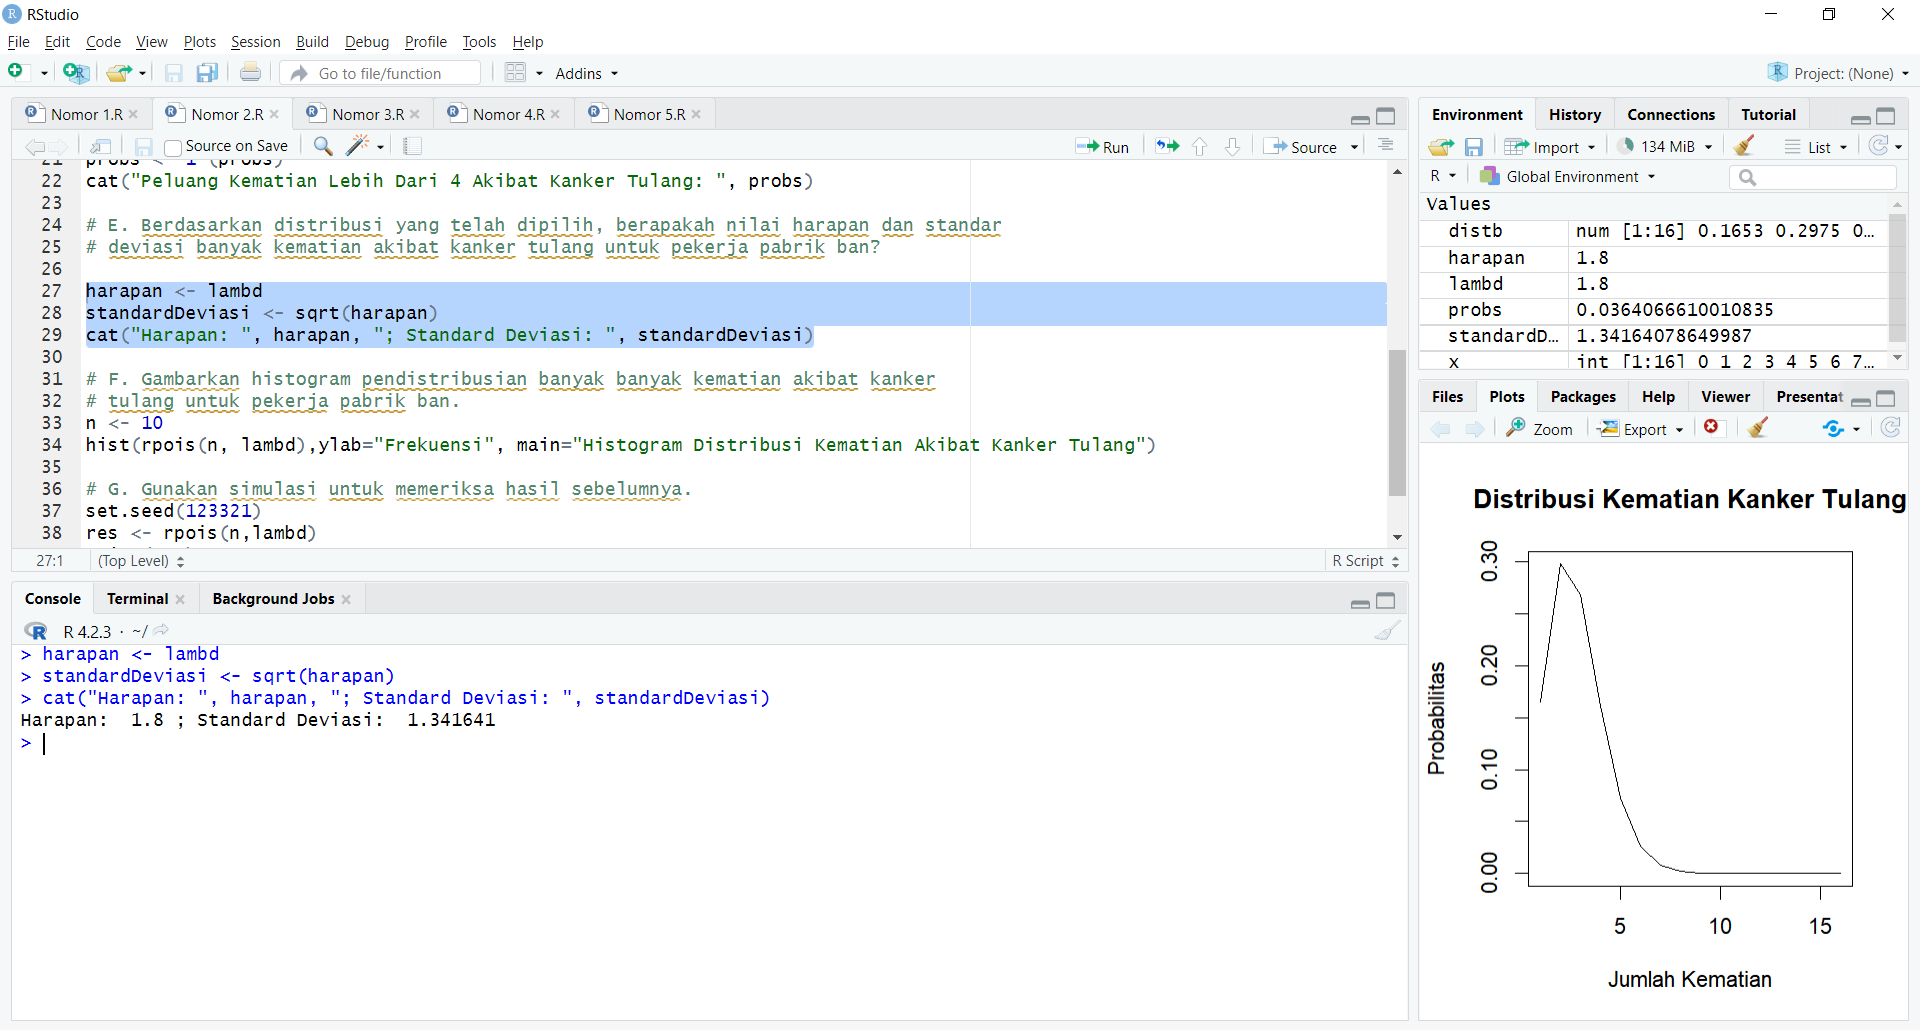 RStudio
File Edit Code View Plots Session Build Debug Profile Tools Help
Go to file/function Addins Project: (None)
Nomor 1.R Nomor 2.R Nomor 3.R Nomor 4.R Nomor 5.R
Source on Save Run Source
22 cat("Peluang Kematian Lebih Dari 4 Akibat Kanker Tulang: ", probs)
23
24 # E. Berdasarkan distribusi yang telah dipilih, berapakah nilai harapan dan standar
25 # deviasi banyak kematian akibat kanker tulang untuk pekerja pabrik ban?
26
27 harapan <- lambd
28 standardDeviasi <- sqrt(harapan)
29 cat("Harapan: ", harapan, "; Standard Deviasi: ", standardDeviasi)
30
31 # F. Gambarkan histogram pendistribusian banyak banyak kematian akibat kanker
32 # tulang untuk pekerja pabrik ban.
33 n <- 10
34 hist(rpois(n, lambd),ylab="Frekuensi", main="Histogram Distribusi Kematian Akibat Kanker Tulang")
35
36 # G. Gunakan simulasi untuk memeriksa hasil sebelumnya.
37 set.seed(123321)
38 res <- rpois(n,lambd)
27:1 (Top Level) R Script
Console Terminal Background Jobs
R 4.2.3 · ~/
> harapan <- lambd
> standardDeviasi <- sqrt(harapan)
> cat("Harapan: ", harapan, "; Standard Deviasi: ", standardDeviasi)
Harapan:  1.8 ; Standard Deviasi:  1.341641
>
Environment History Connections Tutorial
Import 134 MiB List
R Global Environment
Values
distb num [1:16] 0.1653 0.2975 0...
harapan 1.8
lambd 1.8
probs 0.0364066610010835
standardD... 1.34164078649987
x int [1:16] 0 1 2 3 4 5 6 7...
Files Plots Packages Help Viewer Presentat
Zoom Export
Distribusi Kematian Kanker Tulang
Probabilitas
0.30
0.20
0.10
0.00
5 10 15
Jumlah Kematian